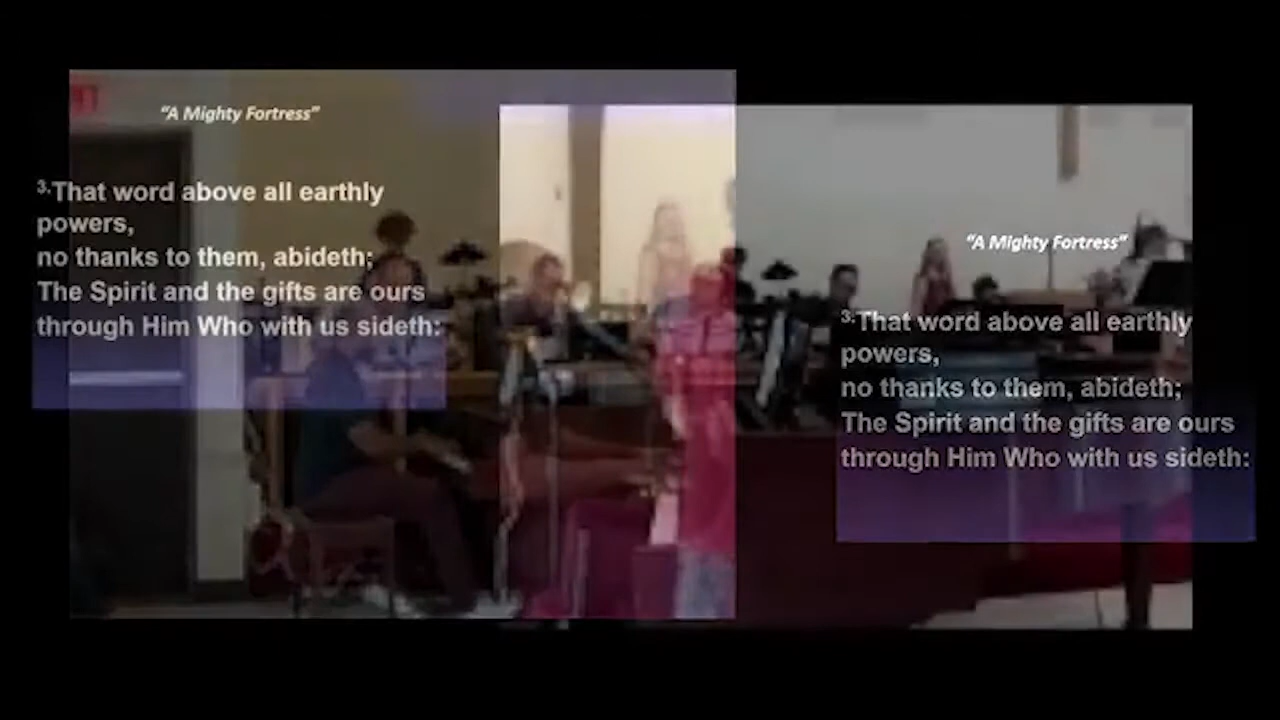 “A Mighty Fortress”
3.That word above all earthly
powers,
no thanks to them, abideth;
The Spirit and the gifts are ours
through Him Who with us sideth:
“A Mighty Fortress”
3.That word above all earthly
powers,
no thanks to them, abideth;
The Spirit and the gifts are ours
through Him Who with us sideth: